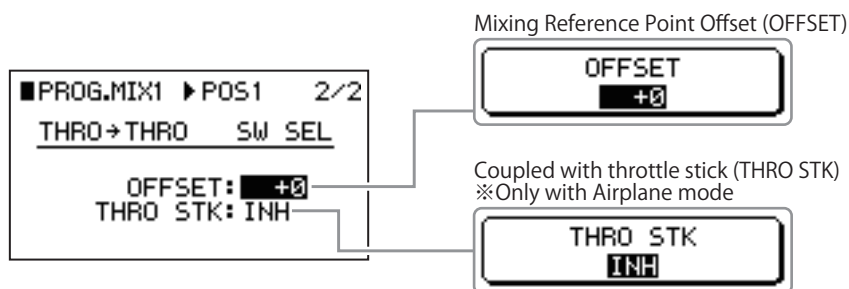 ■PROG.MIX1 ▶POS1 2/2
THRO→THRO SW SEL
OFFSET: +0
THRO STK: INH
Mixing Reference Point Offset (OFFSET)
OFFSET
+0
Coupled with throttle stick (THRO STK)
※Only with Airplane mode
THRO STK
INH